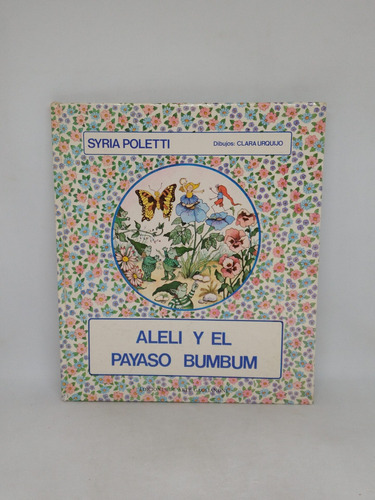 SYRIA POLETTI
Dibujos: CLARA URQUIJO
ALELI Y EL
PAYASO BUMBUM